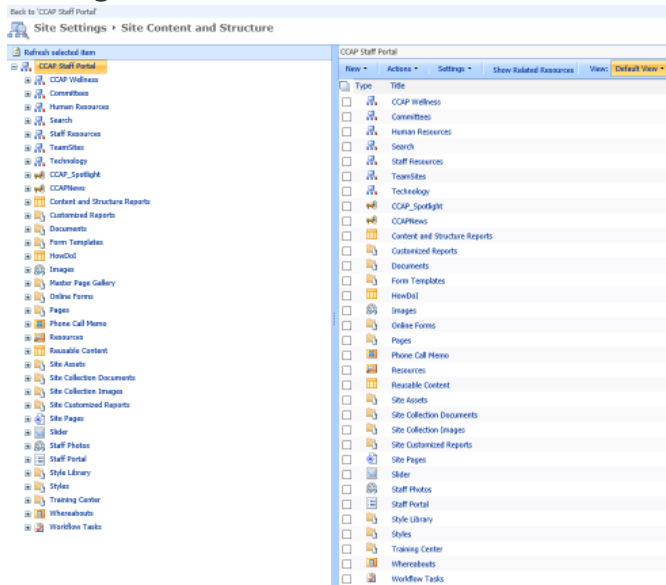 Back to 'CCAP Staff Portal'
Site Settings › Site Content and Structure
Refresh selected item
CCAP Staff Portal
CCAP Wellness
Committees
Human Resources
Search
Staff Resources
TeamSites
Technology
CCAP_Spotlight
CCAPNews
Content and Structure Reports
Customized Reports
Documents
Form Templates
HowDoI
Images
Master Page Gallery
Online Forms
Pages
Phone Call Memo
Resources
Reusable Content
Site Assets
Site Collection Documents
Site Collection Images
Site Customized Reports
Site Pages
Slider
Staff Photos
Staff Portal
Style Library
Styles
Training Center
Whereabouts
Workflow Tasks
CCAP Staff Portal
New Actions Settings Show Related Resources View: Default View
Type Title
CCAP Wellness
Committees
Human Resources
Search
Staff Resources
TeamSites
Technology
CCAP_Spotlight
CCAPNews
Content and Structure Reports
Customized Reports
Documents
Form Templates
HowDoI
Images
Online Forms
Pages
Phone Call Memo
Resources
Reusable Content
Site Assets
Site Collection Documents
Site Collection Images
Site Customized Reports
Site Pages
Slider
Staff Photos
Staff Portal
Style Library
Styles
Training Center
Whereabouts
Workflow Tasks